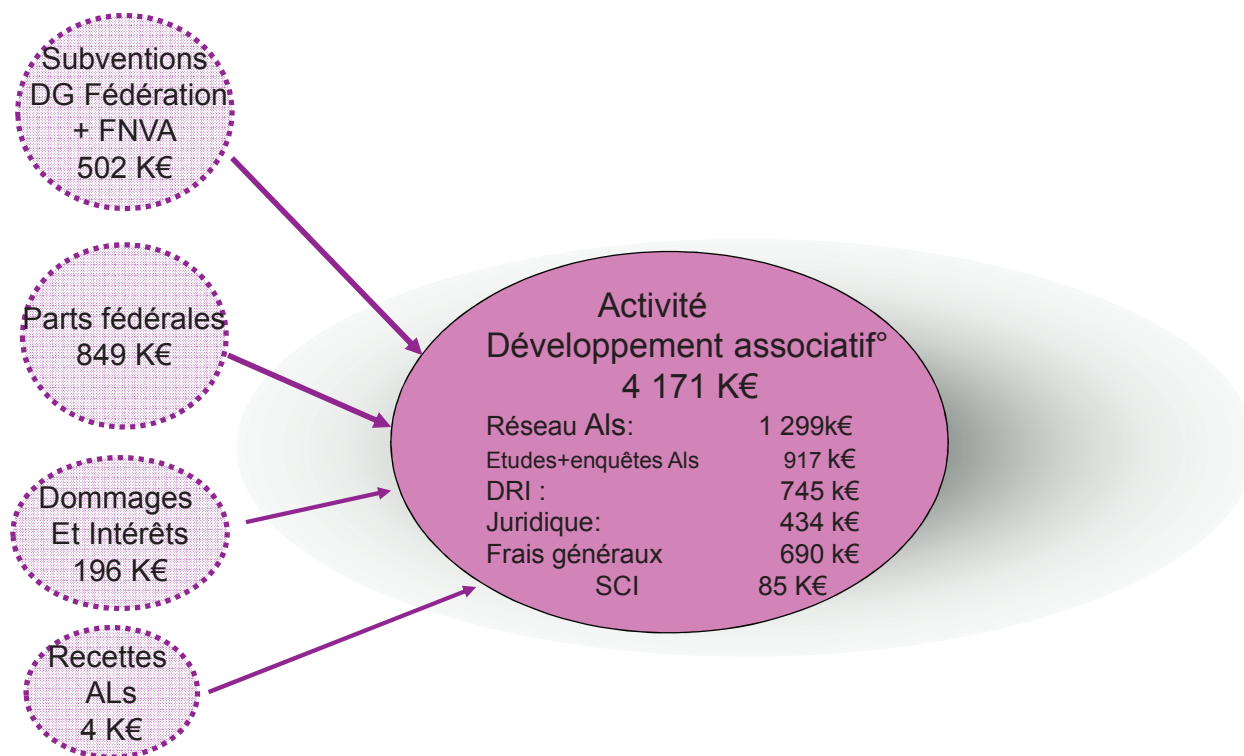 Subventions
DG Fédération
+ FNVA
502 K€
Parts fédérales
849 K€
Dommages
Et Intérêts
196 K€
Recettes
ALs
4 K€
Activité
Développement associatif°
4 171 K€
Réseau Als: 1 299k€
Etudes+enquêtes Als 917 k€
DRI : 745 k€
Juridique: 434 k€
Frais généraux 690 k€
SCI 85 K€